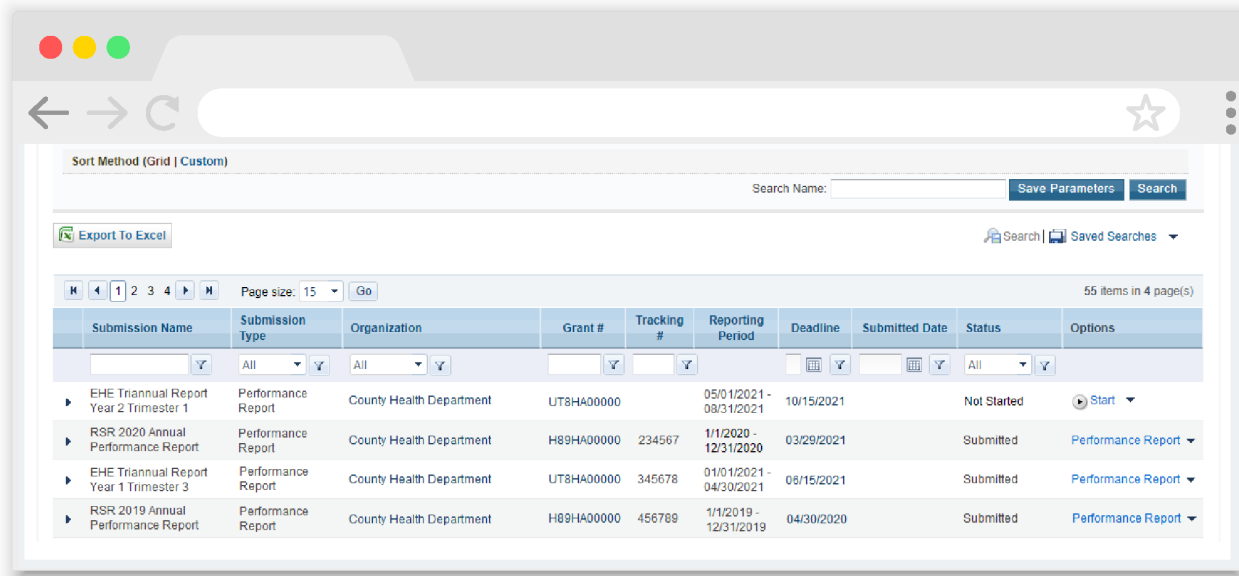 Sort Method (Grid | Custom)
Search Name: Save Parameters Search
Export To Excel Search | Saved Searches
1 2 3 4 Page size: 15 Go 55 items in 4 page(s)
Submission Name Submission Type Organization Grant # Tracking # Reporting Period Deadline Submitted Date Status Options
All All All
EHE Triannual Report Performance County Health Department UT8HA00000 05/01/2021 - 10/15/2021 Not Started Start
Year 2 Trimester 1 Report 08/31/2021
RSR 2020 Annual Performance County Health Department H89HA00000 234567 1/1/2020 - 03/29/2021 Submitted Performance Report
Performance Report Report 12/31/2020
EHE Triannual Report Performance County Health Department UT8HA00000 345678 01/01/2021 - 06/15/2021 Submitted Performance Report
Year 1 Trimester 3 Report 04/30/2021
RSR 2019 Annual Performance County Health Department H89HA00000 456789 1/1/2019 - 04/30/2020 Submitted Performance Report
Performance Report Report 12/31/2019